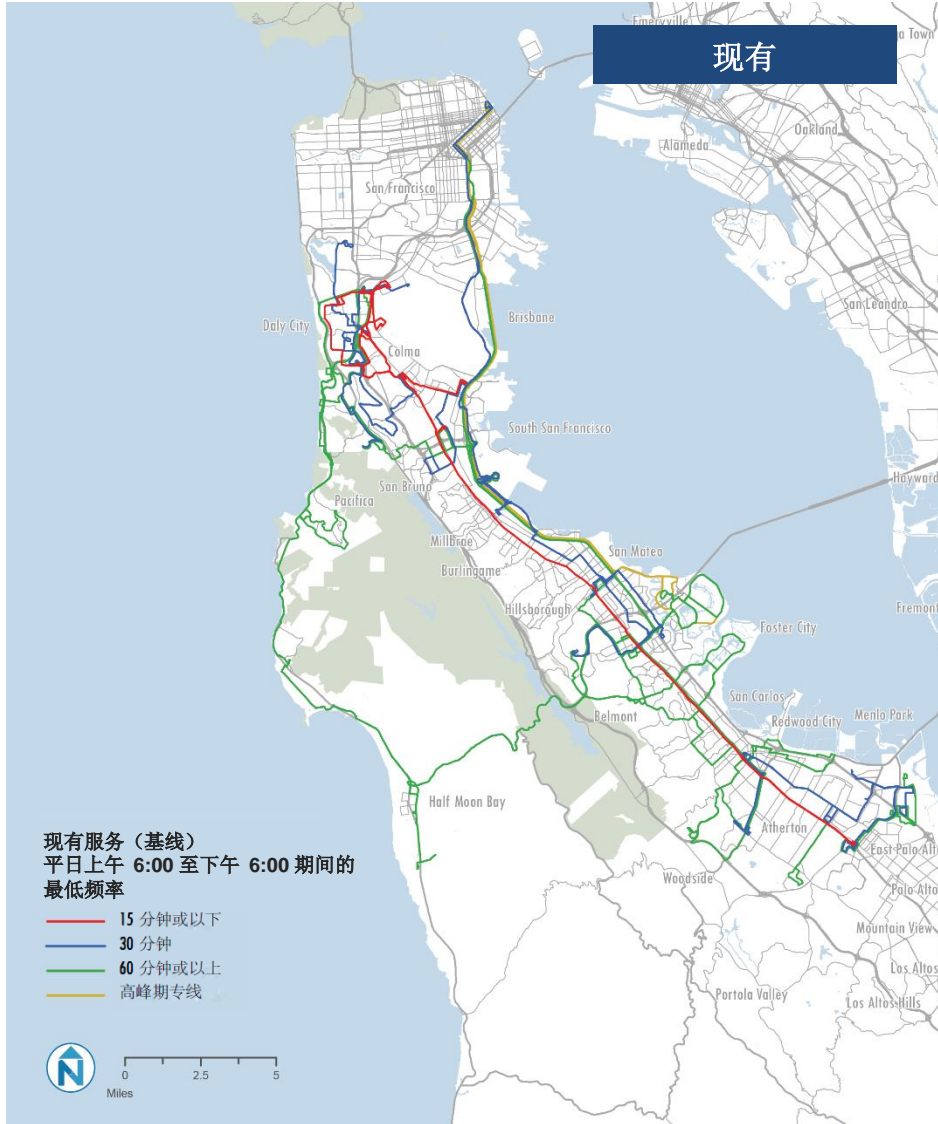 现有
Emeryville
Oakland
Alameda
San Francisco
San Leandro
Daly City
Brisbane
Colma
South San Francisco
Hayward
San Bruno
Pacifica
Millbrae
San Mateo
Burlingame
Hillsborough
Fremont
Foster City
San Carlos
Belmont
Redwood City
Menlo Park
Half Moon Bay
Atherton
East Palo Alto
Woodside
Palo Alto
Mountain View
Los Altos
Portola Valley
Los Altos Hills
现有服务（基线）
平日上午 6:00 至下午 6:00 期间的
最低频率
15 分钟或以下
30 分钟
60 分钟或以上
高峰期专线
N
0 2.5 5
Miles